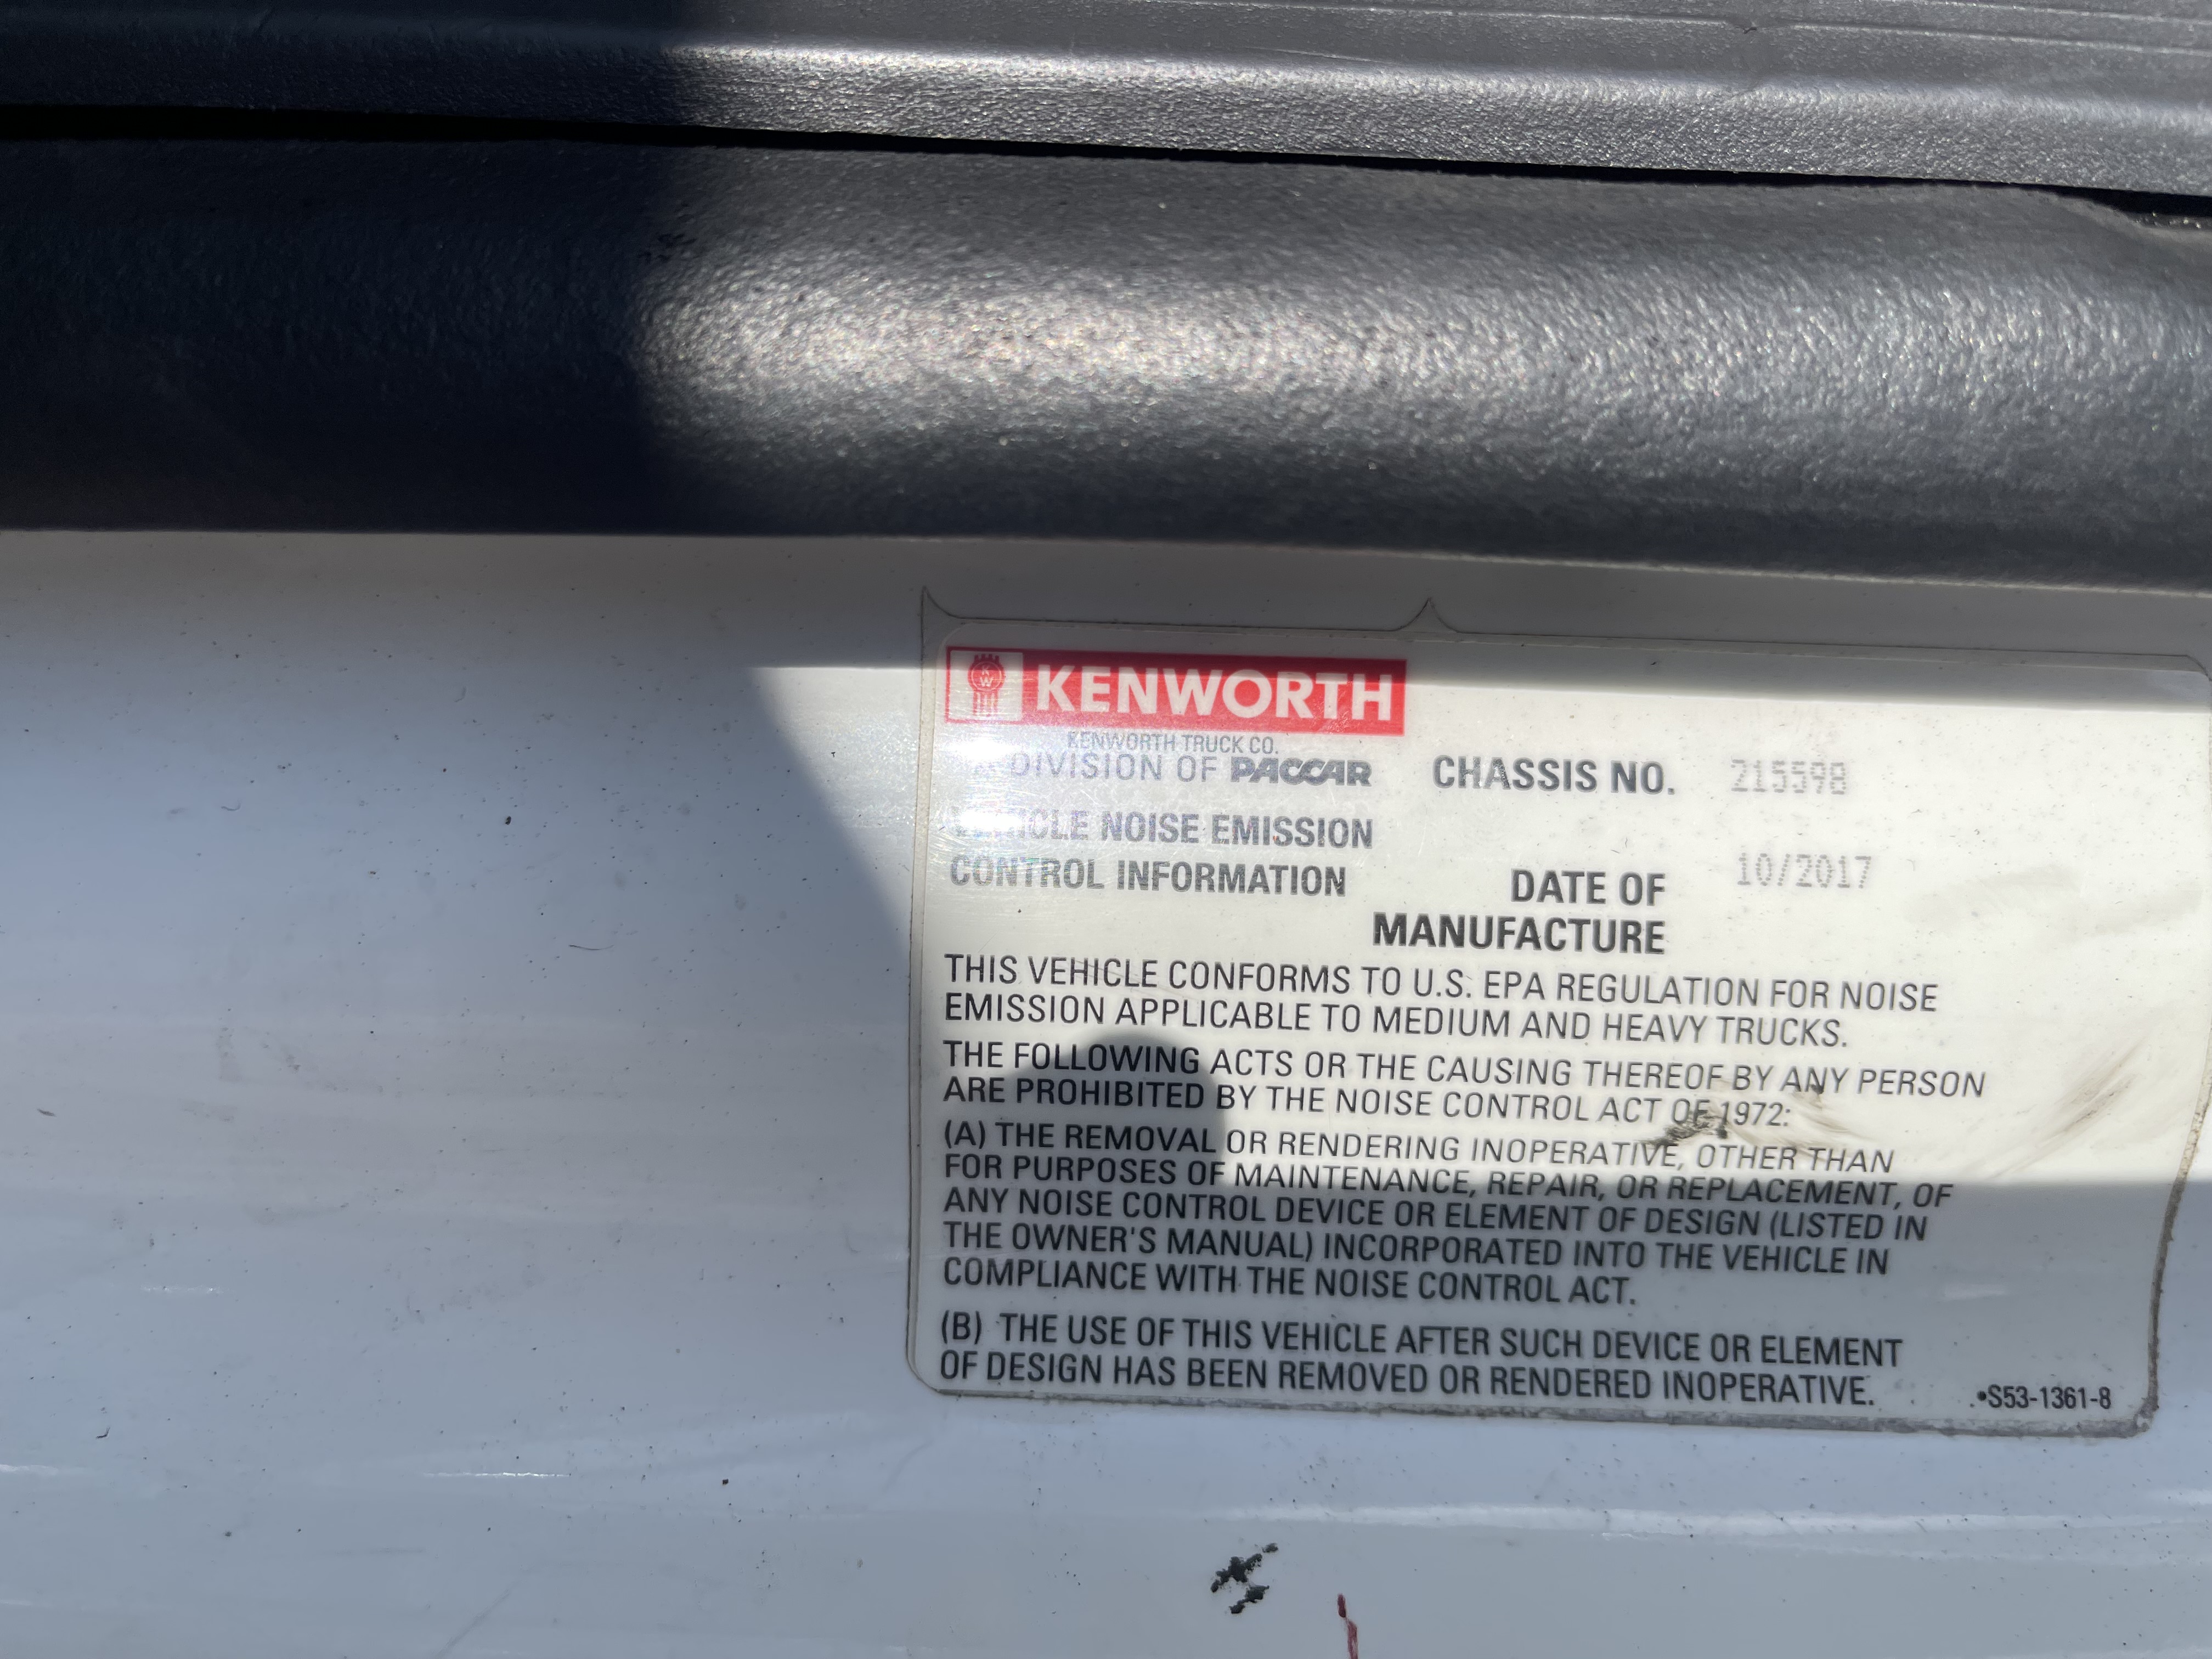 KENWORTH
KENWORTH TRUCK CO.
A DIVISION OF PACCAR
CHASSIS NO. 215598
VEHICLE NOISE EMISSION
CONTROL INFORMATION
DATE OF 10/2017
MANUFACTURE
THIS VEHICLE CONFORMS TO U.S. EPA REGULATION FOR NOISE
EMISSION APPLICABLE TO MEDIUM AND HEAVY TRUCKS.
THE FOLLOWING ACTS OR THE CAUSING THEREOF BY ANY PERSON
ARE PROHIBITED BY THE NOISE CONTROL ACT OF 1972:
(A) THE REMOVAL OR RENDERING INOPERATIVE, OTHER THAN
FOR PURPOSES OF MAINTENANCE, REPAIR, OR REPLACEMENT, OF
ANY NOISE CONTROL DEVICE OR ELEMENT OF DESIGN (LISTED IN
THE OWNER'S MANUAL) INCORPORATED INTO THE VEHICLE IN
COMPLIANCE WITH THE NOISE CONTROL ACT.
(B) THE USE OF THIS VEHICLE AFTER SUCH DEVICE OR ELEMENT
OF DESIGN HAS BEEN REMOVED OR RENDERED INOPERATIVE.
•S53-1361-8